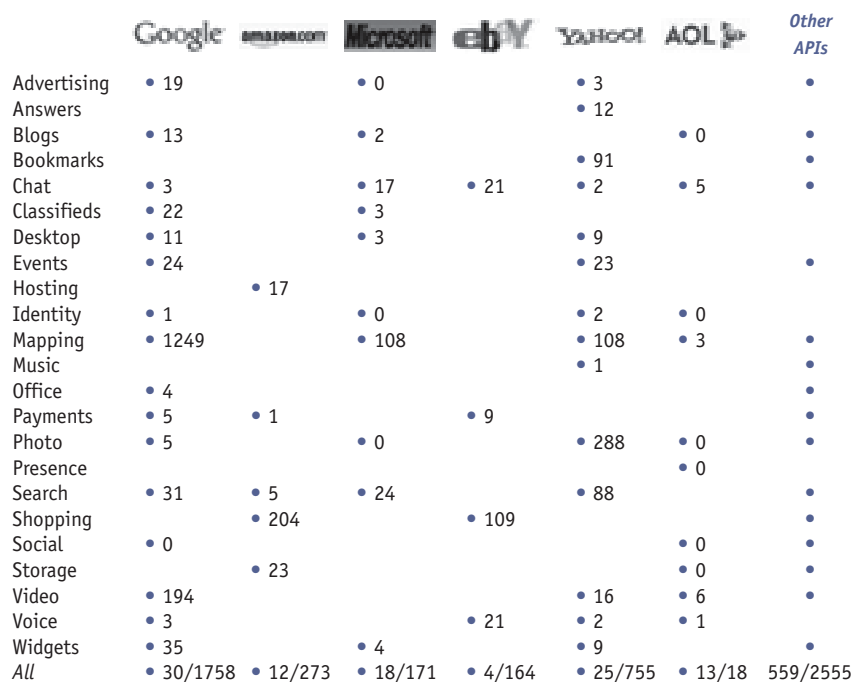 Google amazon.com Microsoft ebY YAHOO! AOL Other
APIs
Advertising • 19 • 0 • 3 •
Answers • 12
Blogs • 13 • 2 • 0 •
Bookmarks • 91 •
Chat • 3 • 17 • 21 • 2 • 5 •
Classifieds • 22 • 3
Desktop • 11 • 3 • 9
Events • 24 • 23 •
Hosting • 17
Identity • 1 • 0 • 2 • 0
Mapping • 1249 • 108 • 108 • 3 •
Music • 1 •
Office • 4 •
Payments • 5 • 1 • 9 •
Photo • 5 • 0 • 288 • 0 •
Presence • 0
Search • 31 • 5 • 24 • 88 •
Shopping • 204 • 109 •
Social • 0 • 0 •
Storage • 23 • 0 •
Video • 194 • 16 • 6 •
Voice • 3 • 21 • 2 • 1
Widgets • 35 • 4 • 9 •
All • 30/1758 • 12/273 • 18/171 • 4/164 • 25/755 • 13/18 559/2555